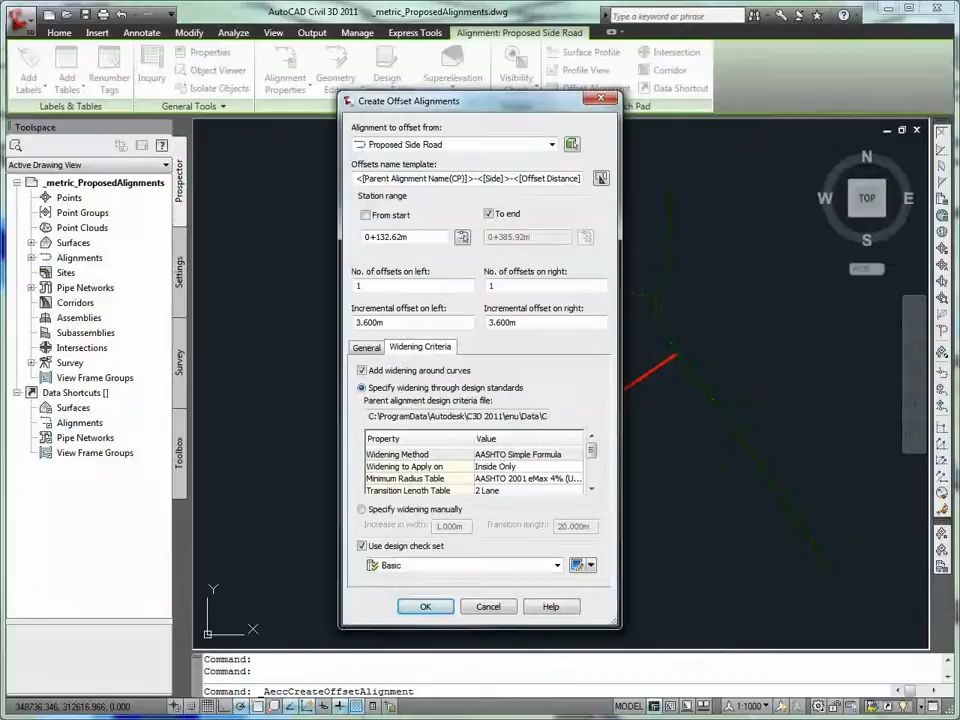 AutoCAD Civil 3D 2011 _metric_ProposedAlignments.dwg
Type a keyword or phrase
Home Insert Annotate Modify Analyze View Output Manage Express Tools Alignment: Proposed Side Road
Properties
Object Viewer
Isolate Objects
Surface Profile
Profile View
Intersection
Corridor
Data Shortcut
Add Labels
Add Tables
Renumber Tags
Inquiry
Alignment Properties
Geometry
Design
Superelevation
Visibility
Labels & Tables
General Tools
Toolspace
Active Drawing View
_metric_ProposedAlignments
Points
Point Groups
Point Clouds
Surfaces
Alignments
Sites
Pipe Networks
Corridors
Assemblies
Subassemblies
Intersections
Survey
View Frame Groups
Data Shortcuts []
Surfaces
Alignments
Pipe Networks
View Frame Groups
Prospector
Settings
Survey
Toolbox
Create Offset Alignments
Alignment to offset from:
Proposed Side Road
Offsets name template:
<[Parent Alignment Name(CP)]>-<[Side]>-<[Offset Distance]
Station range
From start
To end
0+132.62m
0+385.92m
No. of offsets on left: No. of offsets on right:
1 1
Incremental offset on left: Incremental offset on right:
3.600m 3.600m
General Widening Criteria
Add widening around curves
Specify widening through design standards
Parent alignment design criteria file:
C:\ProgramData\Autodesk\C3D 2011\enu\Data\C
Property Value
Widening Method AASHTO Simple Formula
Widening to Apply on Inside Only
Minimum Radius Table AASHTO 2001 eMax 4% (U...
Transition Length Table 2 Lane
Specify widening manually
Increase in width: 1.000m Transition length: 20.000m
Use design check set
Basic
OK Cancel Help
N
W TOP E
S
Y
X
Command:
Command:
Command: _AeccCreateOffsetAlignment
348736.346, 312616.966, 0.000
MODEL
1:1000